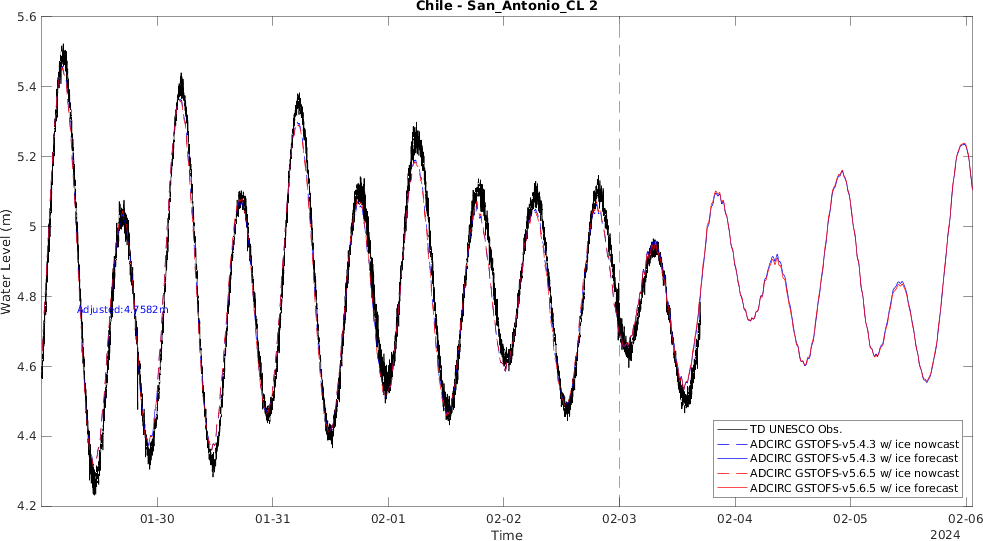 Chile - San_Antonio_CL 2
Water Level (m)
5.6
5.4
5.2
5
4.8
4.6
4.4
4.2
Adjusted:4.7582m
TD UNESCO Obs.
ADCIRC GSTOFS-v5.4.3 w/ ice nowcast
ADCIRC GSTOFS-v5.4.3 w/ ice forecast
ADCIRC GSTOFS-v5.6.5 w/ ice nowcast
ADCIRC GSTOFS-v5.6.5 w/ ice forecast
01-30 01-31 02-01 02-02 02-03 02-04 02-05 02-06
Time
2024